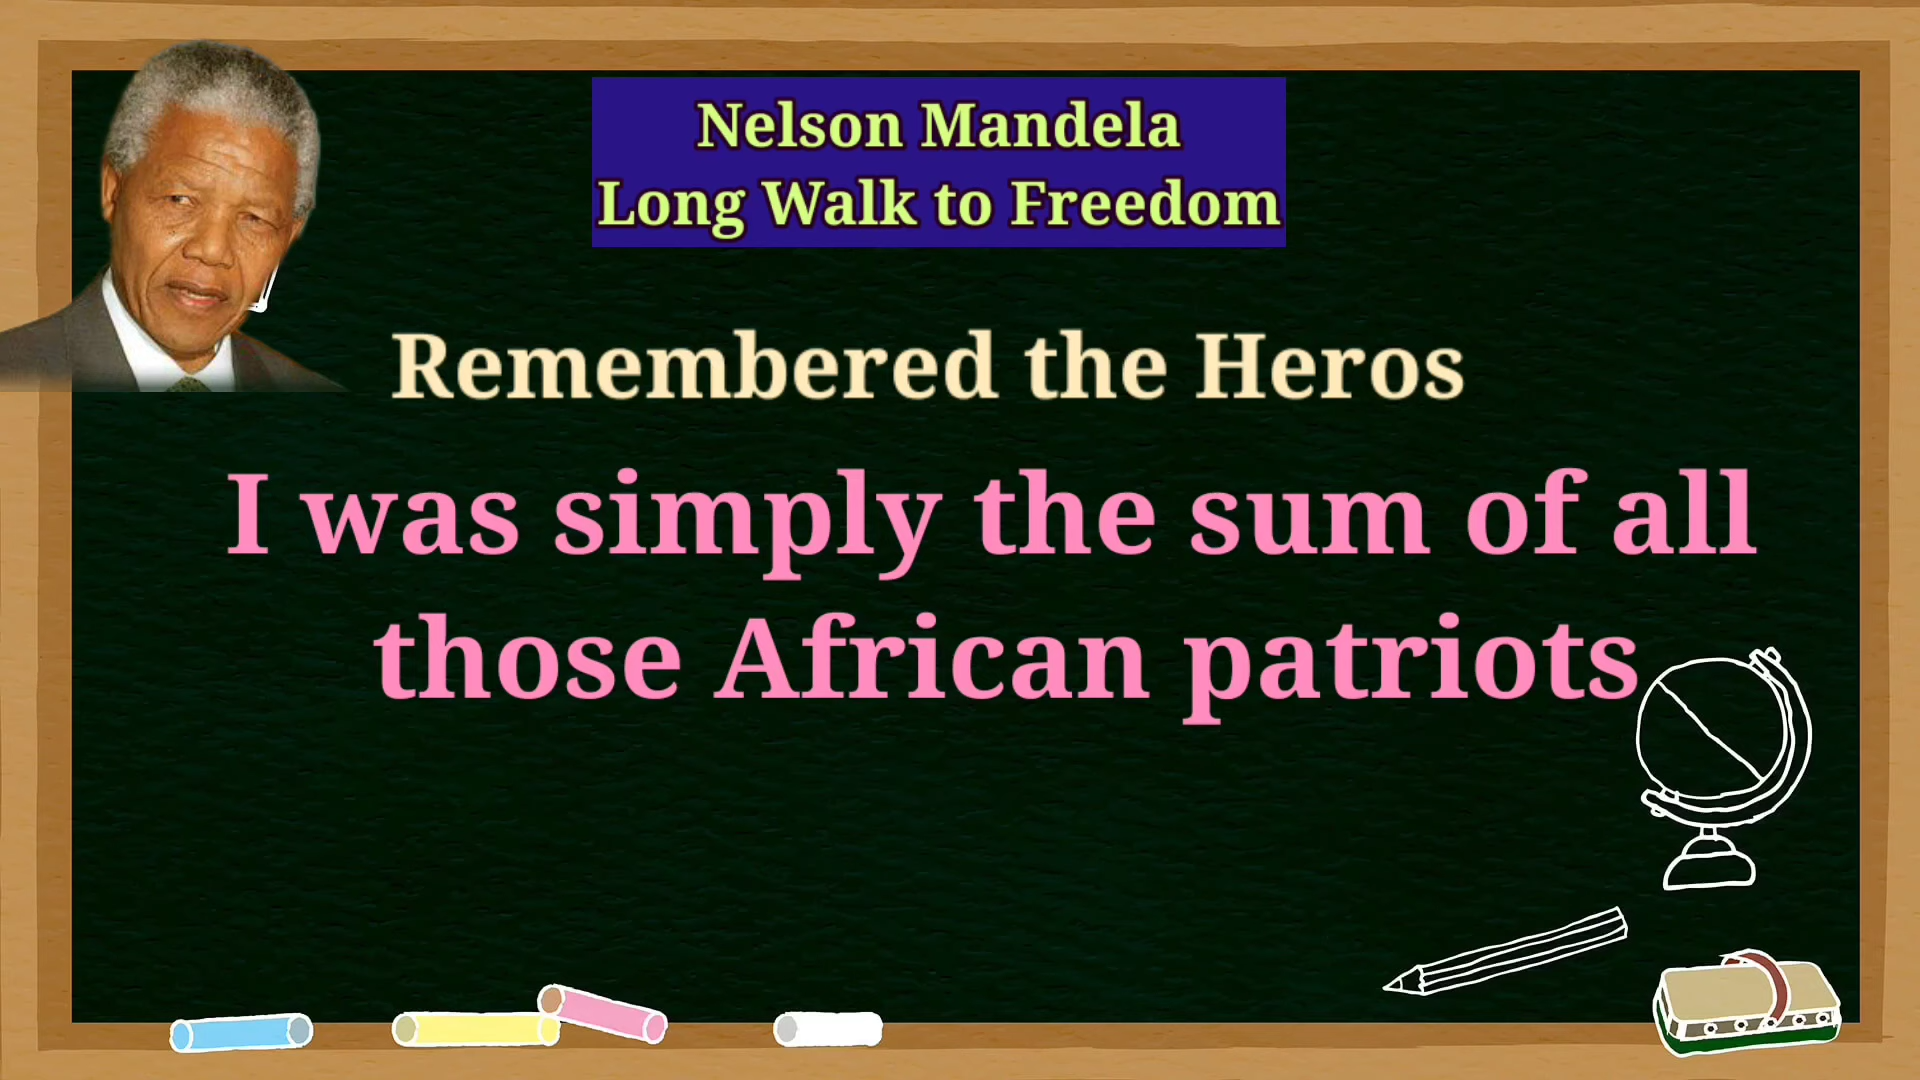 Nelson Mandela
Long Walk to Freedom
Remembered the Heros
I was simply the sum of all
those African patriots